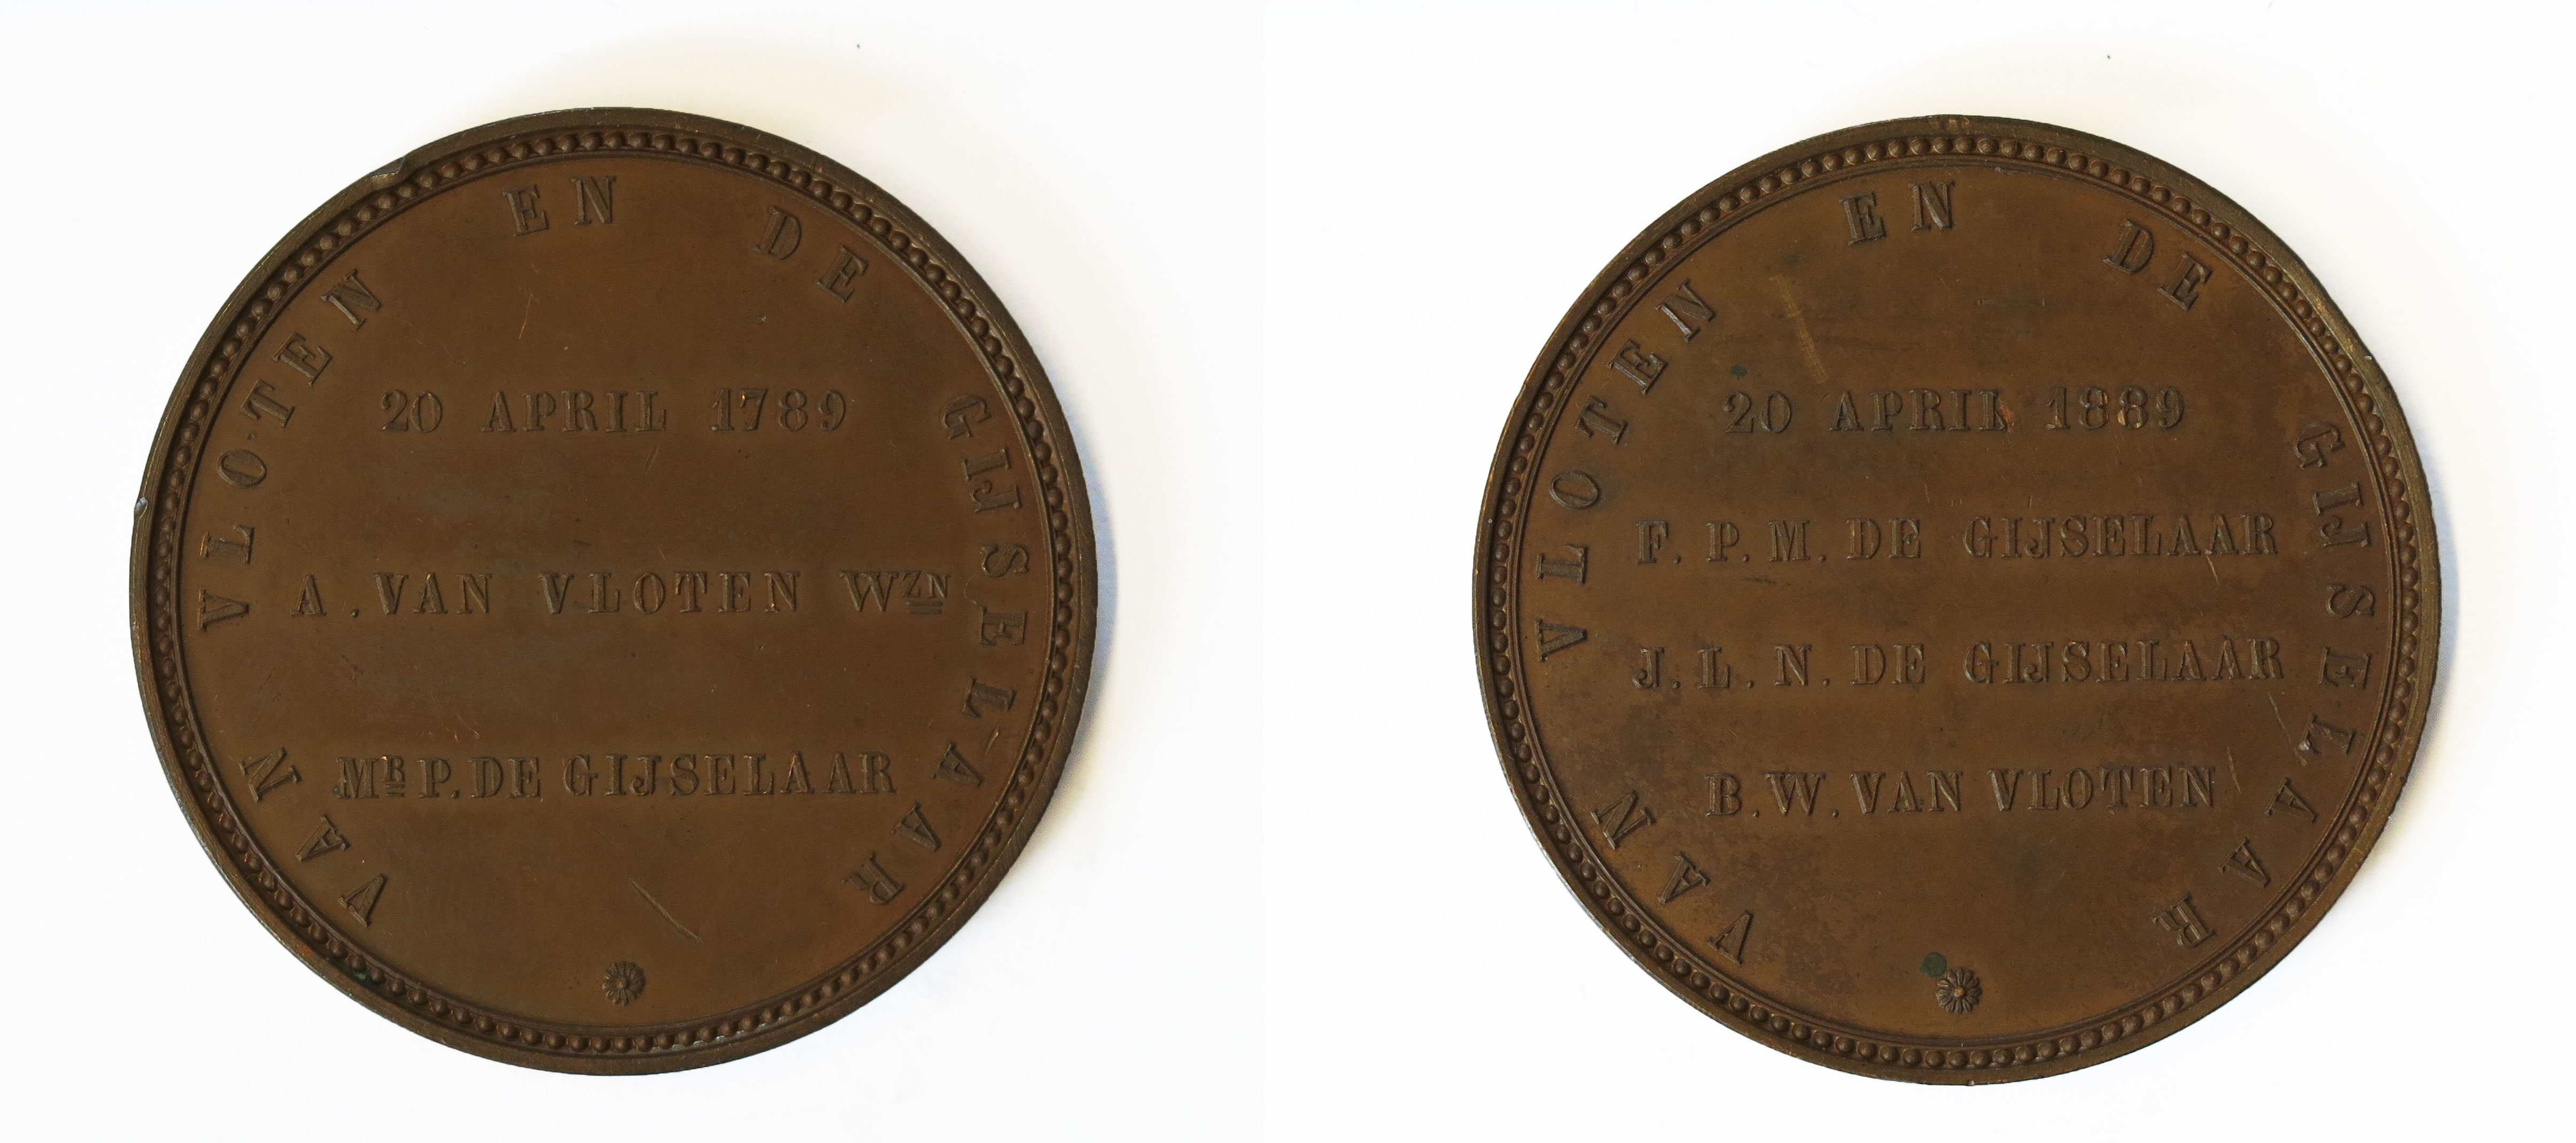 VAN VLOTEN EN DE GIJSELAAR
20 APRIL 1789
A. VAN VLOTEN WZN
MR P. DE GIJSELAAR
VAN VLOTEN EN DE GIJSELAAR
20 APRIL 1889
F. P. M. DE GIJSELAAR
J. L. N. DE GIJSELAAR
B. W. VAN VLOTEN